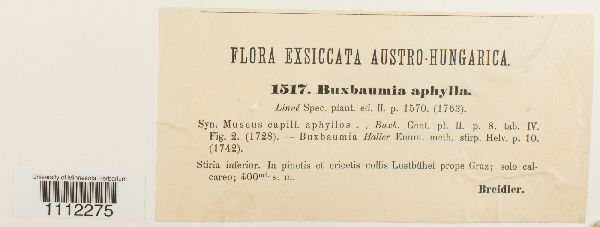 FLORA EXSICCATA AUSTRO-HUNGARICA.
1517. Buxbaumia aphylla.
Linné Spec. plant. ed. II. p. 1570. (1763).
Syn. Muscus capill. aphyllos . . Buxb. Cent. pl. II. p. 8. tab. IV.
Fig. 2. (1728). — Buxbaumia Haller Enum. meth. stirp. Helv. p. 10.
(1742).
Stiria inferior. In pinetis et ericetis collis Lustbühel prope Graz; solo cal-
careo; 400mt. s. m.
Breidler.
University of Minnesota Herbarium
1112275